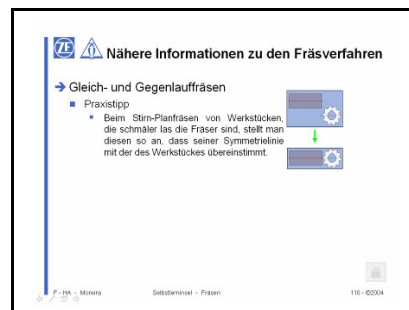 ZF
Nähere Informationen zu den Fräsverfahren
Gleich- und Gegenlauffräsen
Praxistipp
Beim Stirn-Planfräsen von Werkstücken,
die schmäler las die Fräser sind, stellt man
diesen so an, dass seiner Symmetrielinie
mit der des Werkstückes übereinstimmt.
F - HA - Moreira Selbstlerninsel - Fräsen 110 - ©2004